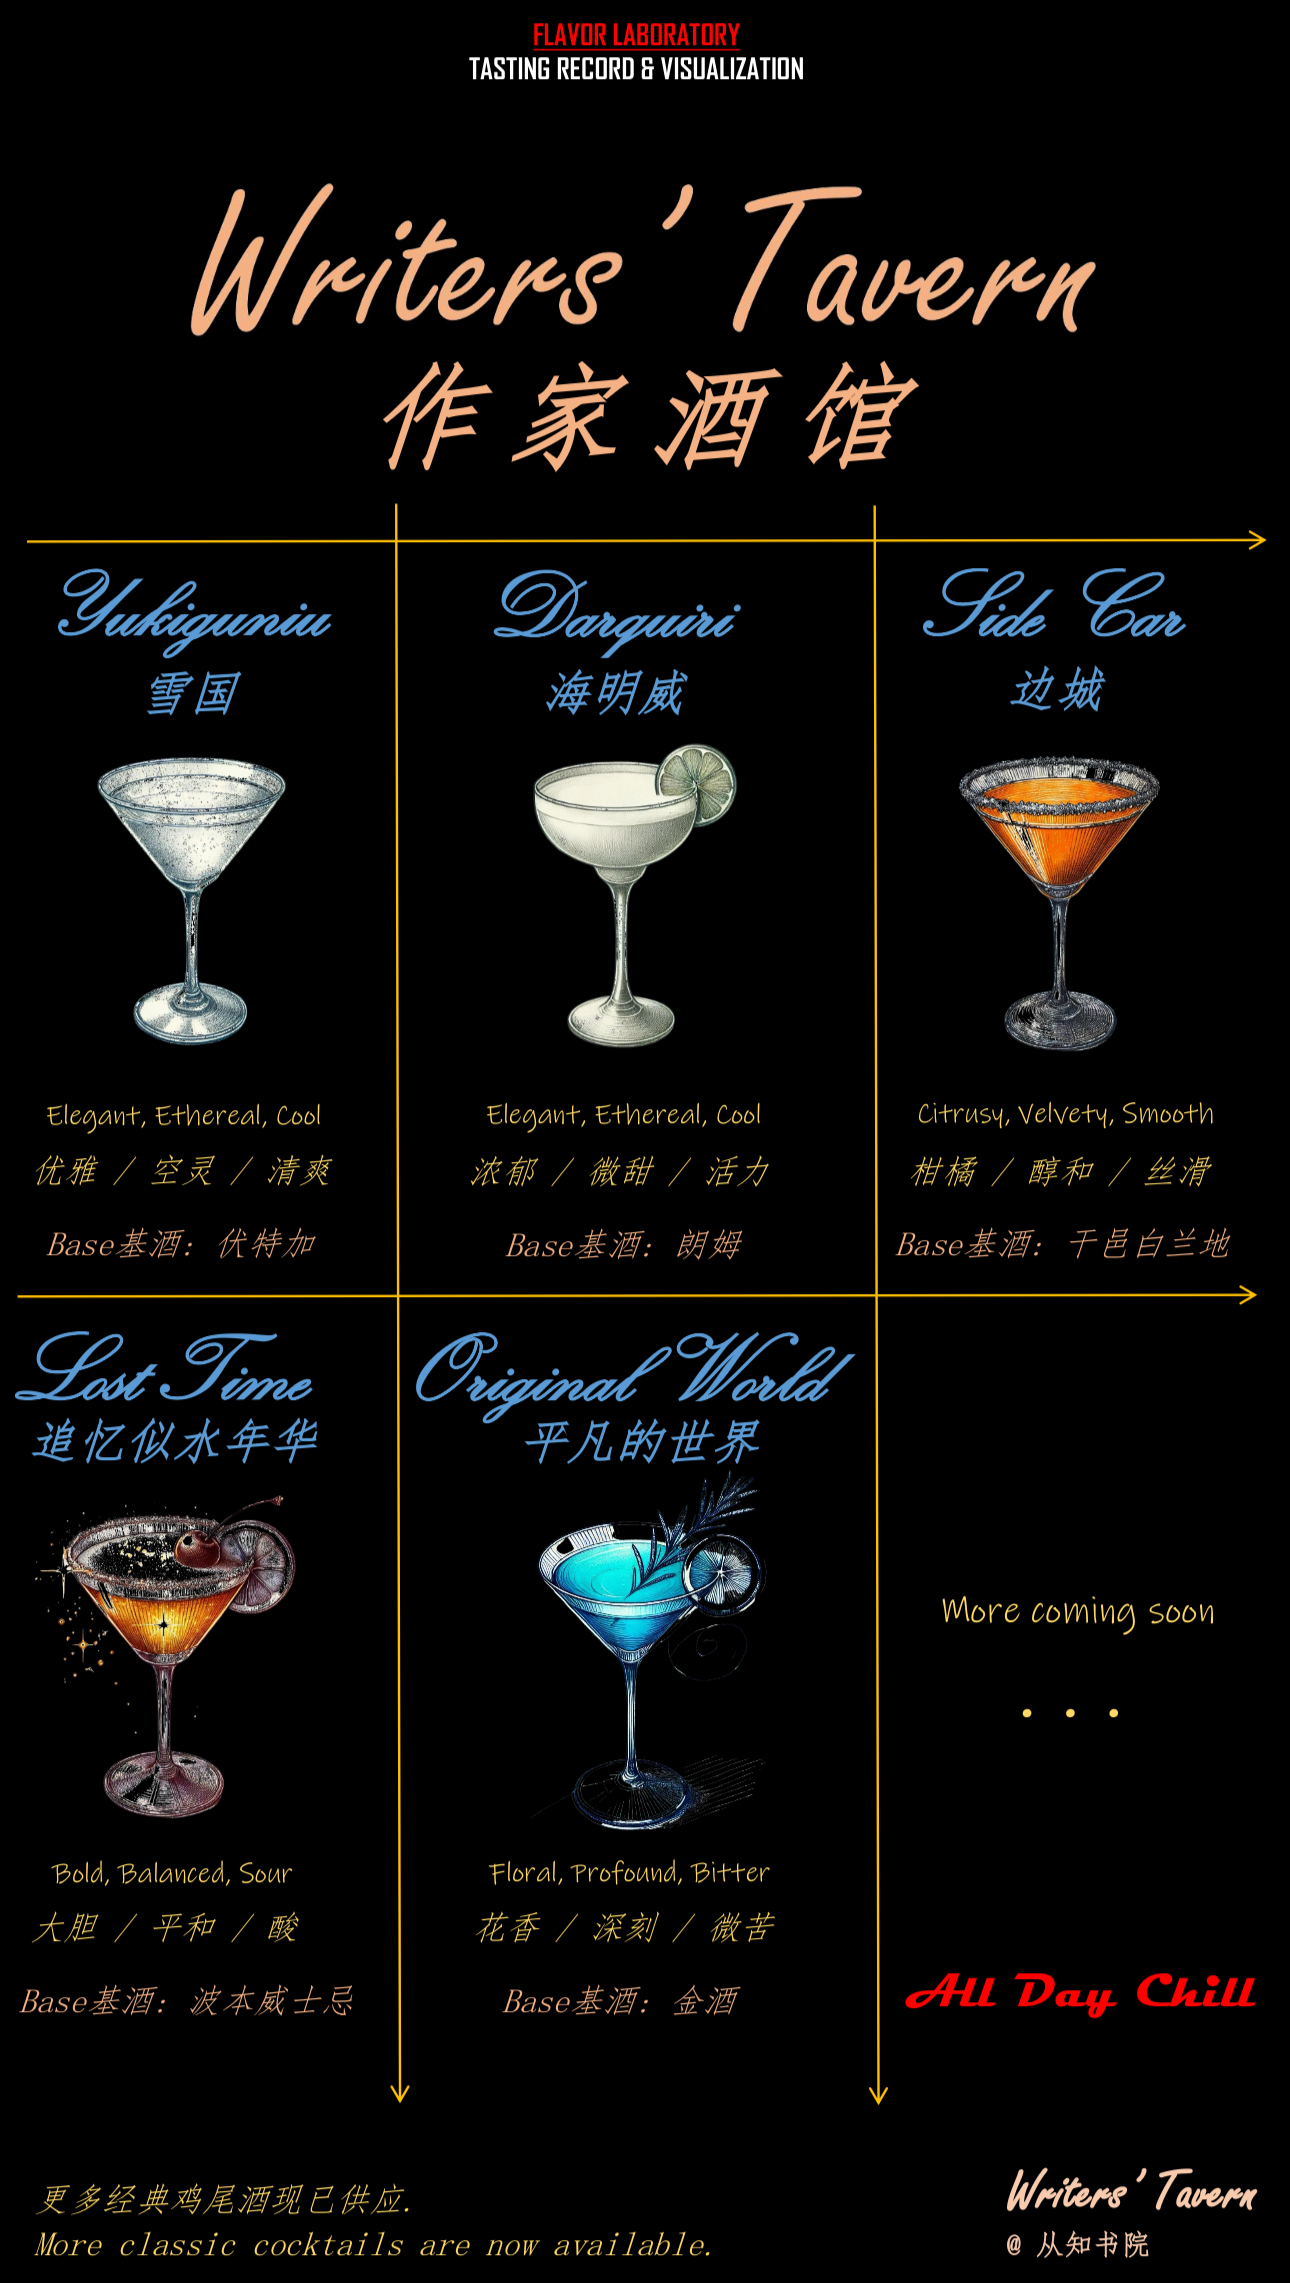 FLAVOR LABORATORY
TASTING RECORD & VISUALIZATION
Writers' Tavern
作家酒馆
Yukiguniu
雪国
Elegant, Ethereal, Cool
优雅 / 空灵 / 清爽
Base基酒: 伏特加
Darquiri
海明威
Elegant, Ethereal, Cool
浓郁 / 微甜 / 活力
Base基酒: 朗姆
Side Car
边城
Citrusy, Velvety, Smooth
柑橘 / 醇和 / 丝滑
Base基酒: 干邑白兰地
Lost Time
追忆似水年华
Bold, Balanced, Sour
大胆 / 平和 / 酸
Base基酒: 波本威士忌
Original World
平凡的世界
Floral, Profound, Bitter
花香 / 深刻 / 微苦
Base基酒: 金酒
More coming soon
...
All Day Chill
更多经典鸡尾酒现已供应.
More classic cocktails are now available.
Writers' Tavern
@ 从知书院